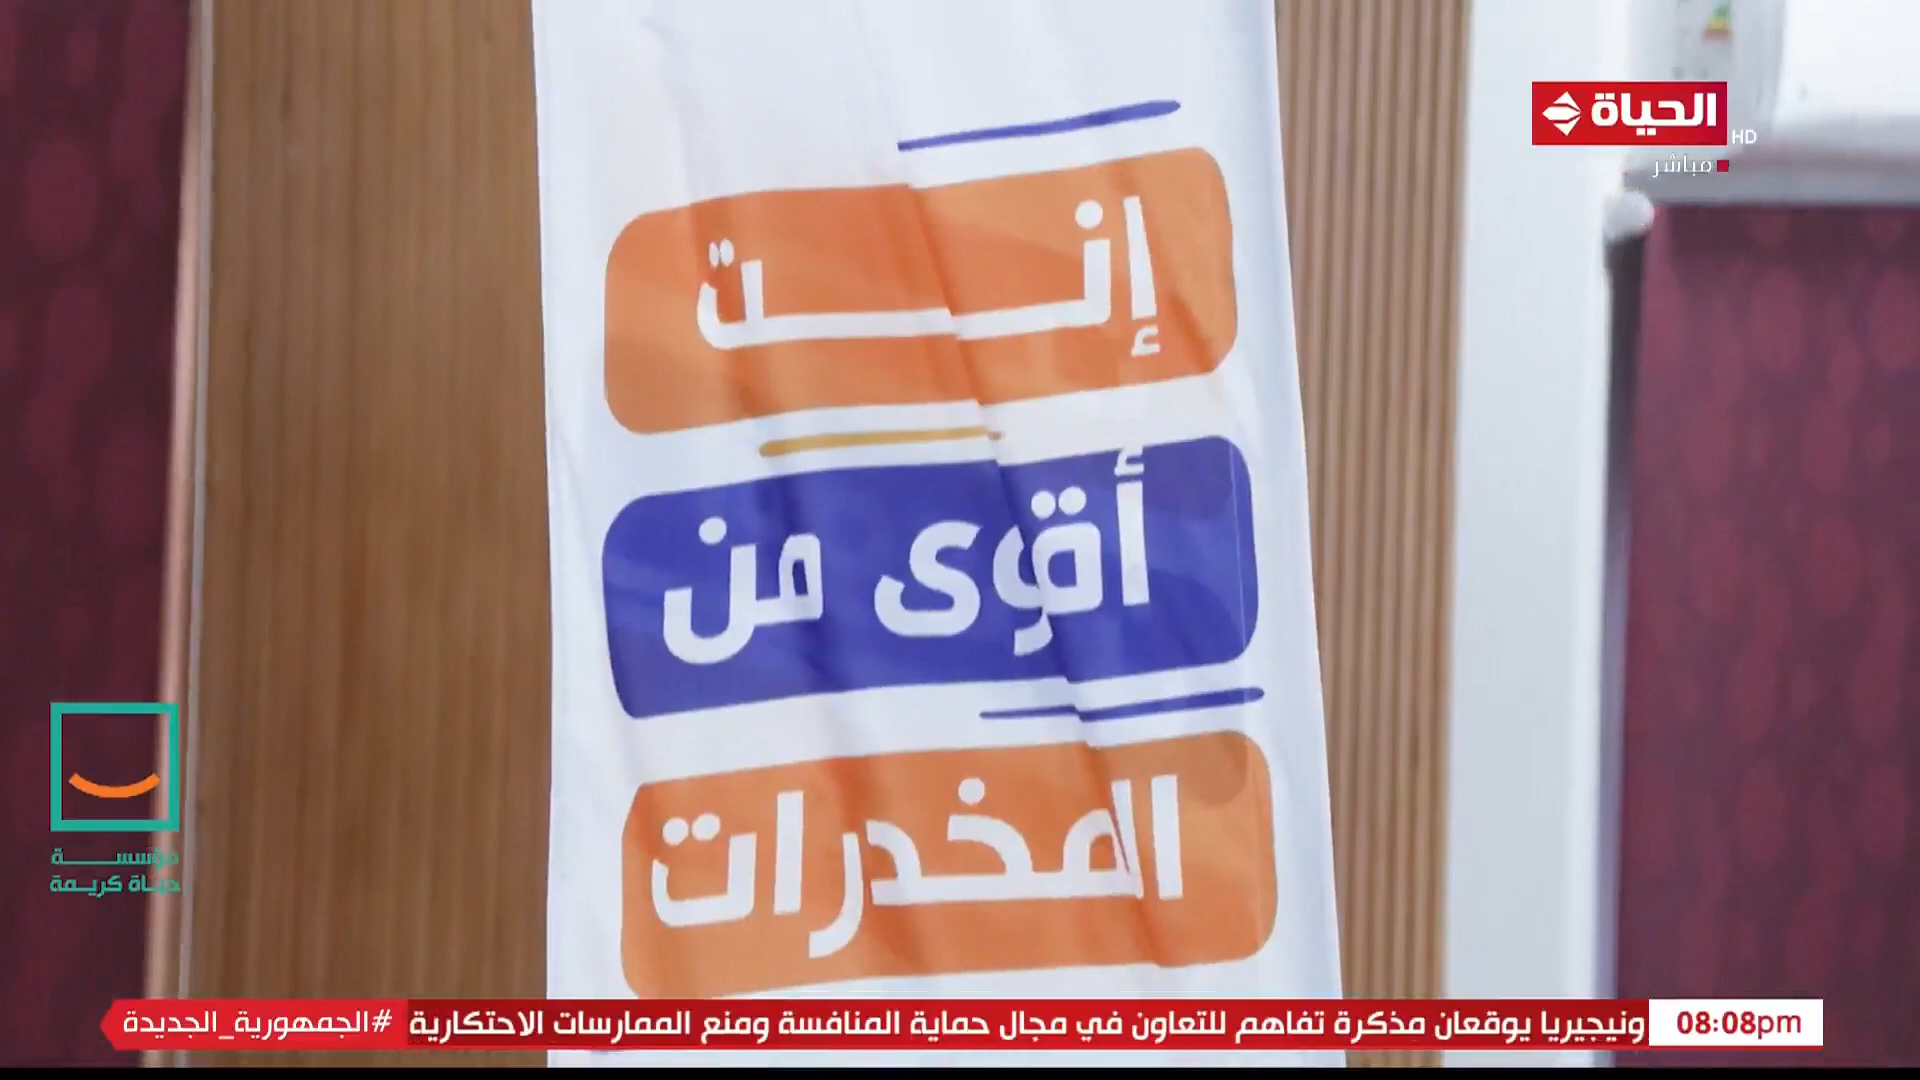 الحياة
HD
مباشر
إنت
أقوى من
المخدرات
مؤسسة
حياة كريمة
08:08pm
ونيجيريا يوقعان مذكرة تفاهم للتعاون في مجال حماية المنافسة ومنع الممارسات الاحتكارية
#الجمهورية_الجديدة